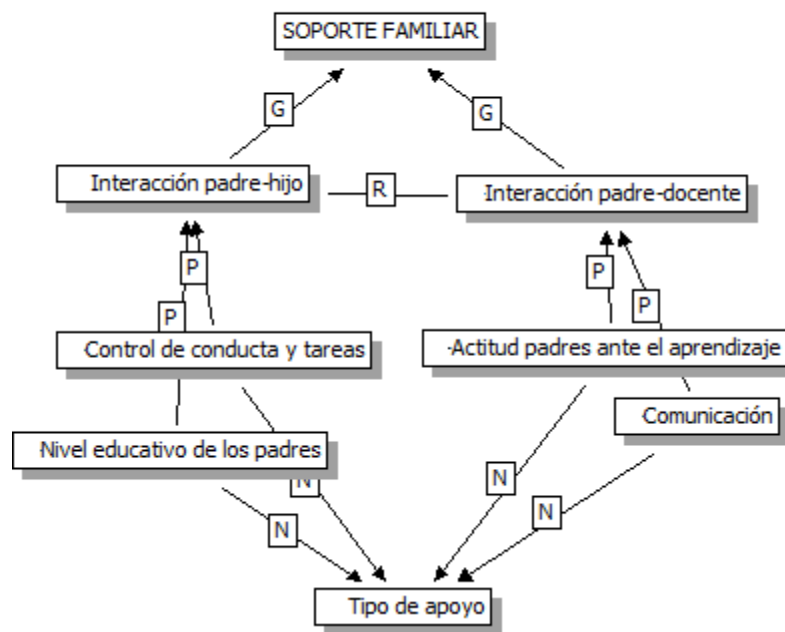 SOPORTE FAMILIAR
G
G
Interacción padre-hijo
R
Interacción padre-docente
P
P
P
P
-Control de conducta y tareas
-Actitud padres ante el aprendizaje
-Comunicación
-Nivel educativo de los padres
N
N
N
N
Tipo de apoyo